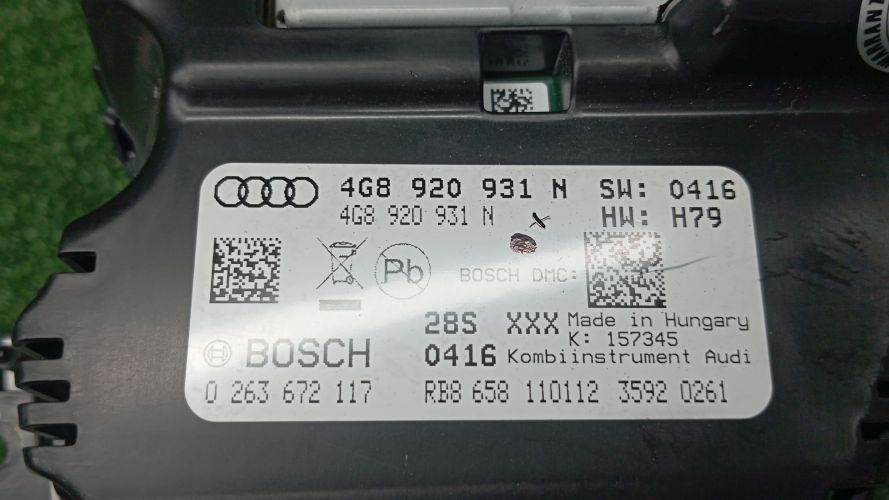 4G8 920 931 N SW: 0416
4G8 920 931 N HW: H79
Pb
BOSCH DMC:
28S XXX Made in Hungary
K: 157345
BOSCH 0416 Kombiinstrument Audi
0 263 672 117 RB8 658 110112 3592 0261